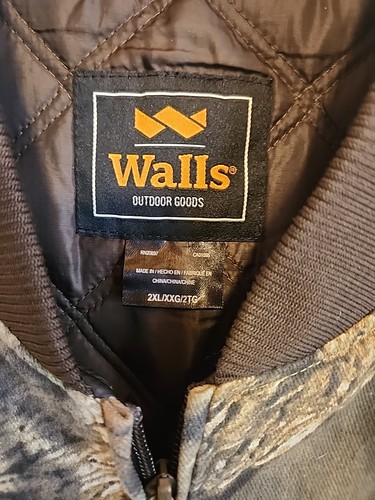 Walls®
OUTDOOR GOODS
MADE IN / HECHO EN / FABRIQUÉ EN
CHINA/CHINA/CHINE
2XL/XXG/2TG